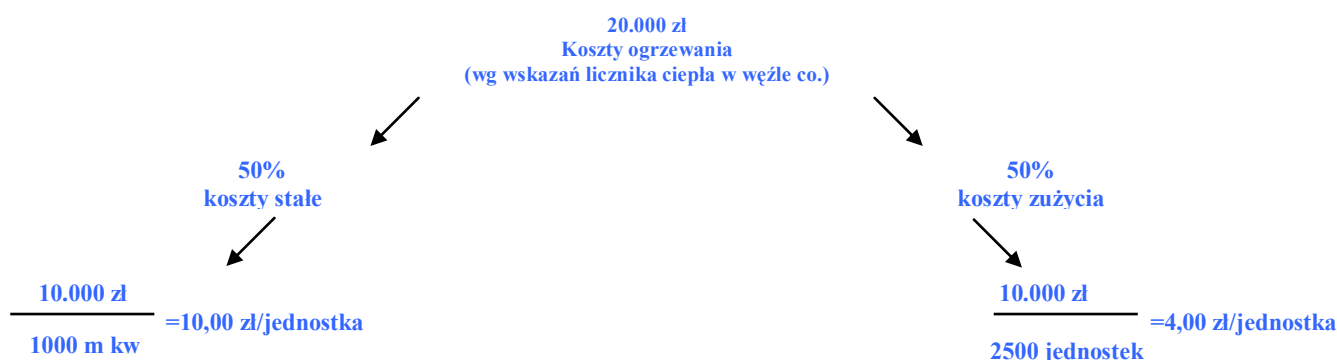 20.000 zł
Koszty ogrzewania
(wg wskazań licznika ciepła w węźle co.)
50%
koszty stałe
50%
koszty zużycia
10.000 zł
1000 m kw
=10,00 zł/jednostka
10.000 zł
2500 jednostek
=4,00 zł/jednostka